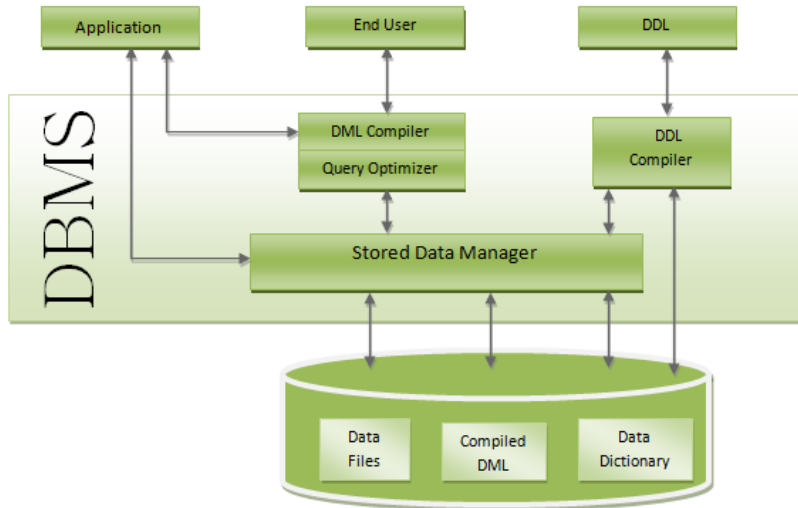 Application
End User
DDL
DBMS
DML Compiler
Query Optimizer
DDL
Compiler
Stored Data Manager
Data
Files
Compiled
DML
Data
Dictionary